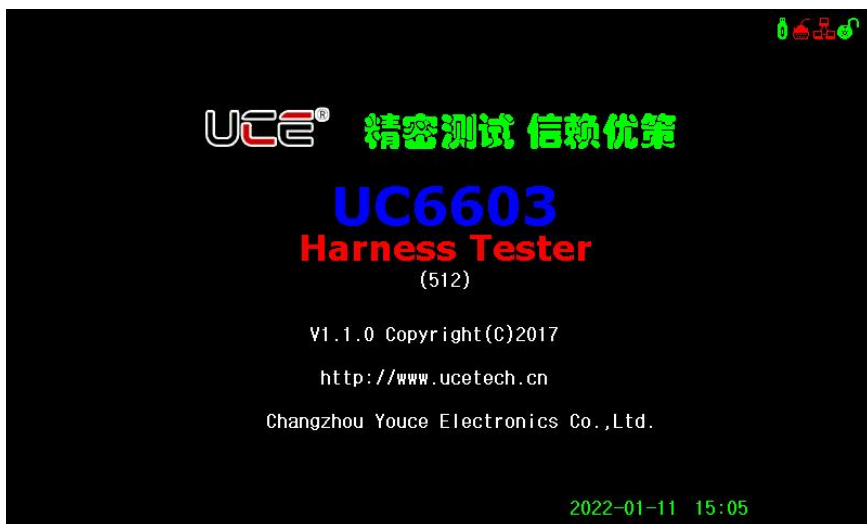 UCE® 精密测试 信赖优策
UC6603
Harness Tester
(512)
V1.1.0 Copyright(C)2017
http://www.ucetech.cn
Changzhou Youce Electronics Co.,Ltd.
2022-01-11 15:05